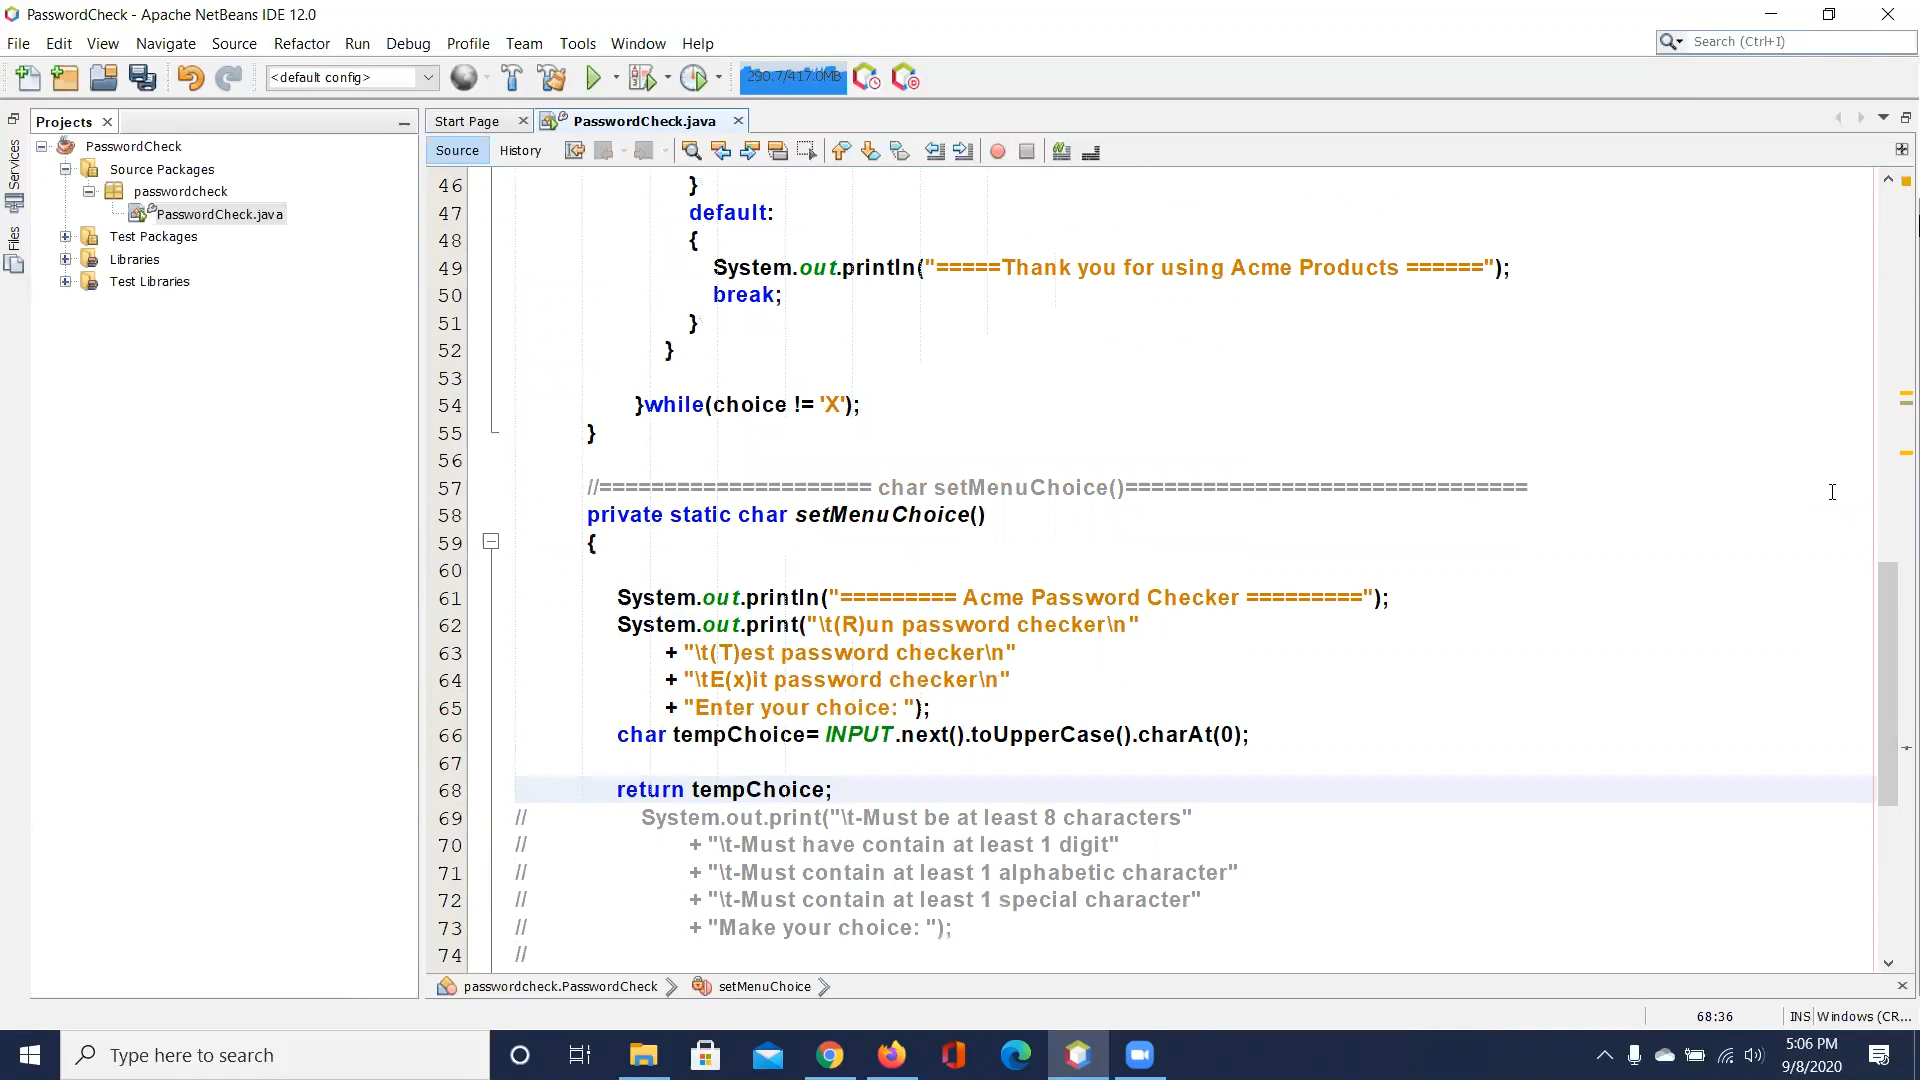 PasswordCheck - Apache NetBeans IDE 12.0
File Edit View Navigate Source Refactor Run Debug Profile Team Tools Window Help
Search (Ctrl+I)
<default config>
290.7/417.0MB
Projects
Start Page
PasswordCheck.java
Services
Files
PasswordCheck
Source Packages
passwordcheck
PasswordCheck.java
Test Packages
Libraries
Test Libraries
Source History
46 }
47 default:
48 {
49 System.out.println("=====Thank you for using Acme Products ======");
50 break;
51 }
52 }
53
54 }while(choice != 'X');
55 }
56
57 //===================== char setMenuChoice()===============================
58 private static char setMenuChoice()
59 {
60
61 System.out.println("========= Acme Password Checker =========");
62 System.out.print("\t(R)un password checker\n"
63 + "\t(T)est password checker\n"
64 + "\tE(x)it password checker\n"
65 + "Enter your choice: ");
66 char tempChoice= INPUT.next().toUpperCase().charAt(0);
67
68 return tempChoice;
69 // System.out.print("\t-Must be at least 8 characters"
70 // + "\t-Must have contain at least 1 digit"
71 // + "\t-Must contain at least 1 alphabetic character"
72 // + "\t-Must contain at least 1 special character"
73 // + "Make your choice: ");
74 //
passwordcheck.PasswordCheck setMenuChoice
68:36 INS Windows (CR...
Type here to search
5:06 PM
9/8/2020